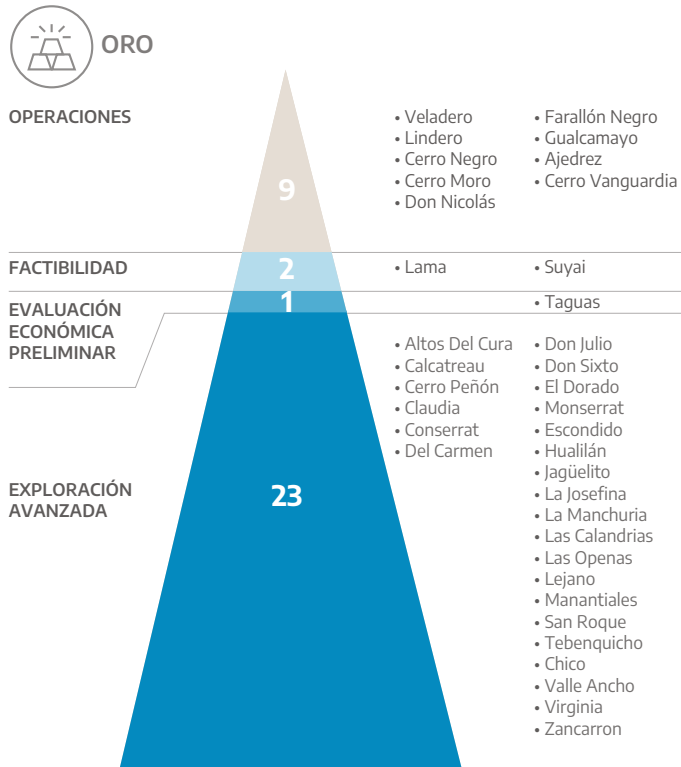 ORO
OPERACIONES
9
• Veladero
• Lindero
• Cerro Negro
• Cerro Moro
• Don Nicolás
• Farallón Negro
• Gualcamayo
• Ajedrez
• Cerro Vanguardia
FACTIBILIDAD
2
• Lama
• Suyai
EVALUACIÓN
ECONÓMICA
PRELIMINAR
1
• Taguas
EXPLORACIÓN
AVANZADA
23
• Altos Del Cura
• Calcatreau
• Cerro Peñón
• Claudia
• Conserrat
• Del Carmen
• Don Julio
• Don Sixto
• El Dorado
• Monserrat
• Escondido
• Hualilán
• Jagüelito
• La Josefina
• La Manchuria
• Las Calandrias
• Las Openas
• Lejano
• Manantiales
• San Roque
• Tebenquicho
• Chico
• Valle Ancho
• Virginia
• Zancarron